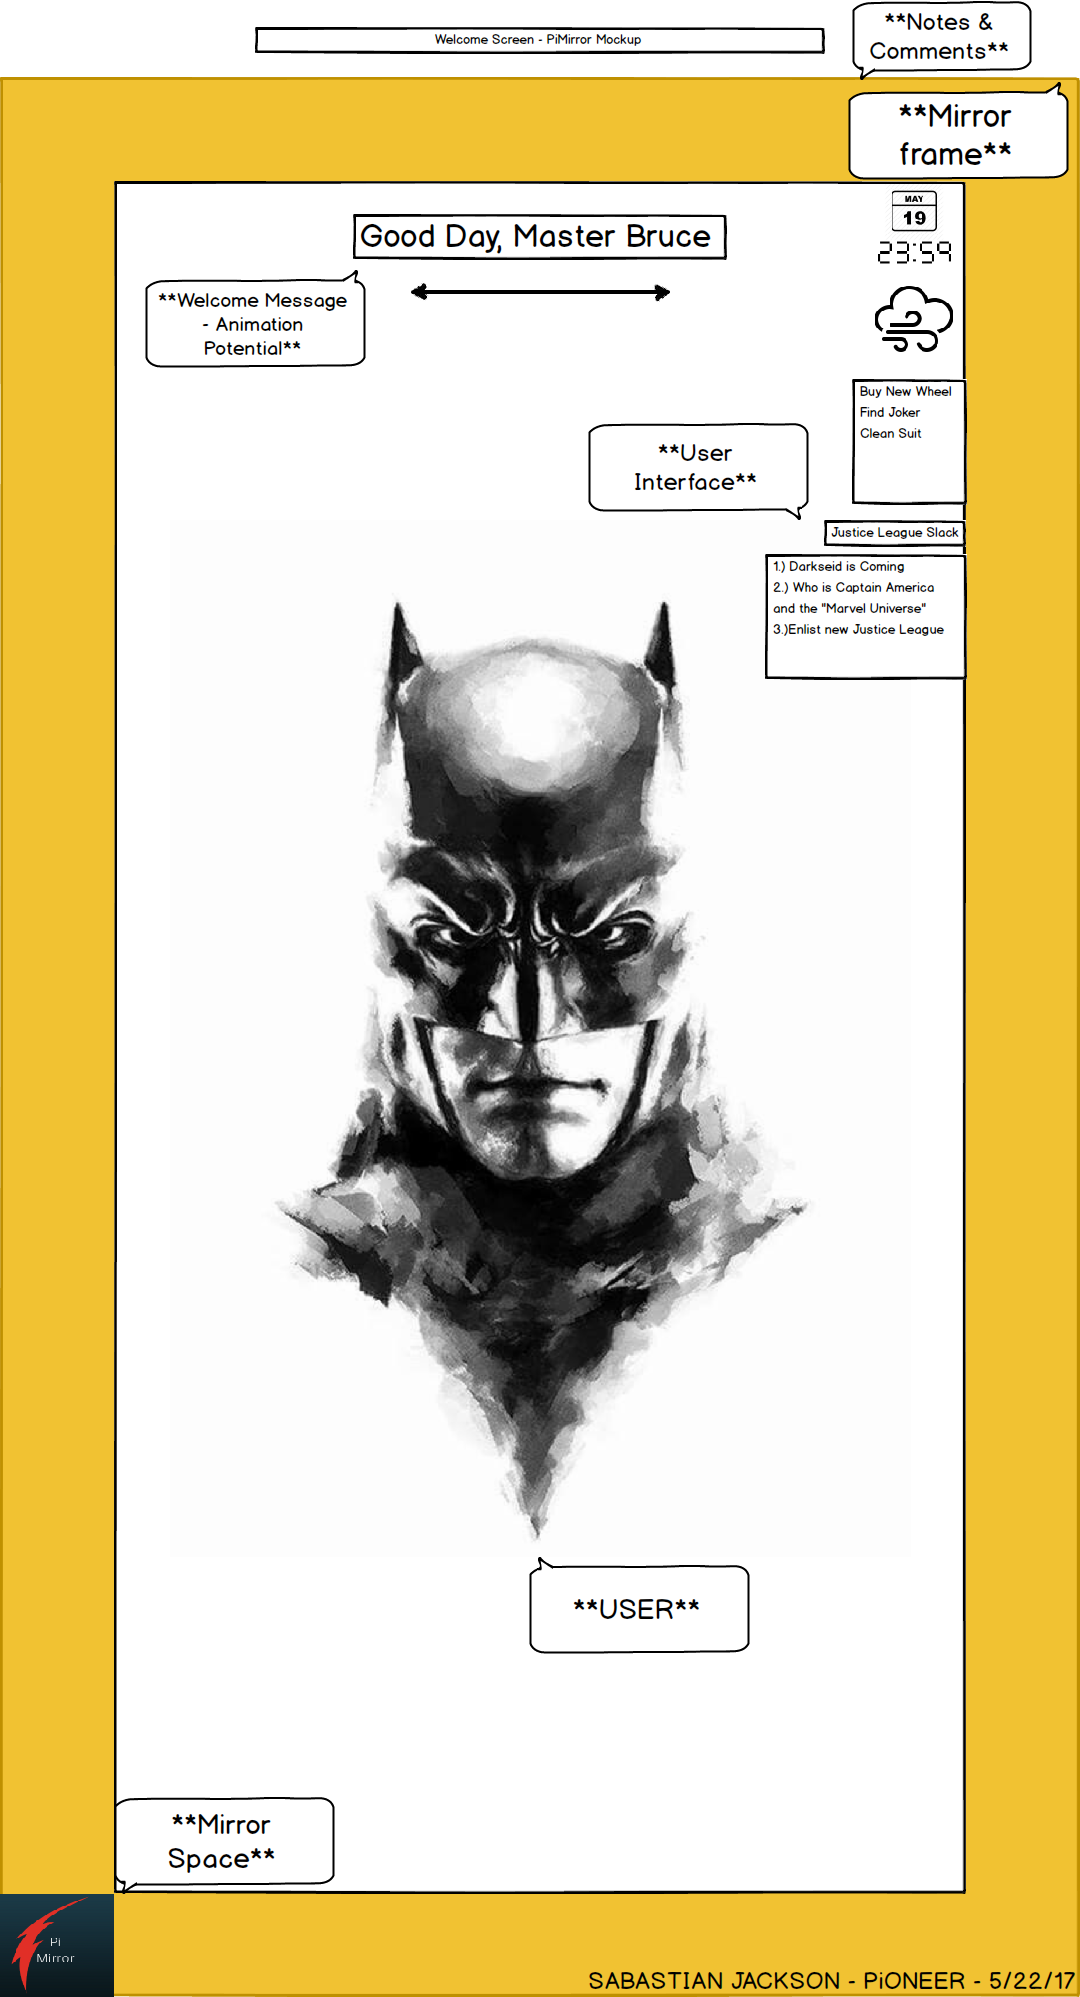 Welcome Screen - PiMirror Mockup
**Notes &
Comments**
**Mirror
frame**
MAY
19
23:59
Good Day, Master Bruce
**Welcome Message
- Animation
Potential**
Buy New Wheel
Find Joker
Clean Suit
**User
Interface**
Justice League Slack
1.) Darkseid is Coming
2.) Who is Captain America
and the "Marvel Universe"
3.)Enlist new Justice League
**USER**
**Mirror
Space**
Pi
Mirror
SABASTIAN JACKSON - PiONEER - 5/22/17